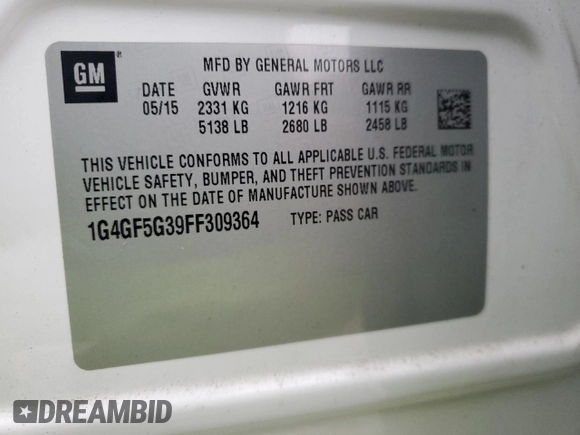 GM
MFD BY GENERAL MOTORS LLC
DATE GVWR GAWR FRT GAWR RR
05/15 2331 KG 1216 KG 1115 KG
5138 LB 2680 LB 2458 LB
THIS VEHICLE CONFORMS TO ALL APPLICABLE U.S. FEDERAL MOTOR
VEHICLE SAFETY, BUMPER, AND THEFT PREVENTION STANDARDS IN
EFFECT ON THE DATE OF MANUFACTURE SHOWN ABOVE.
1G4GF5G39FF309364 TYPE: PASS CAR
DREAMBID